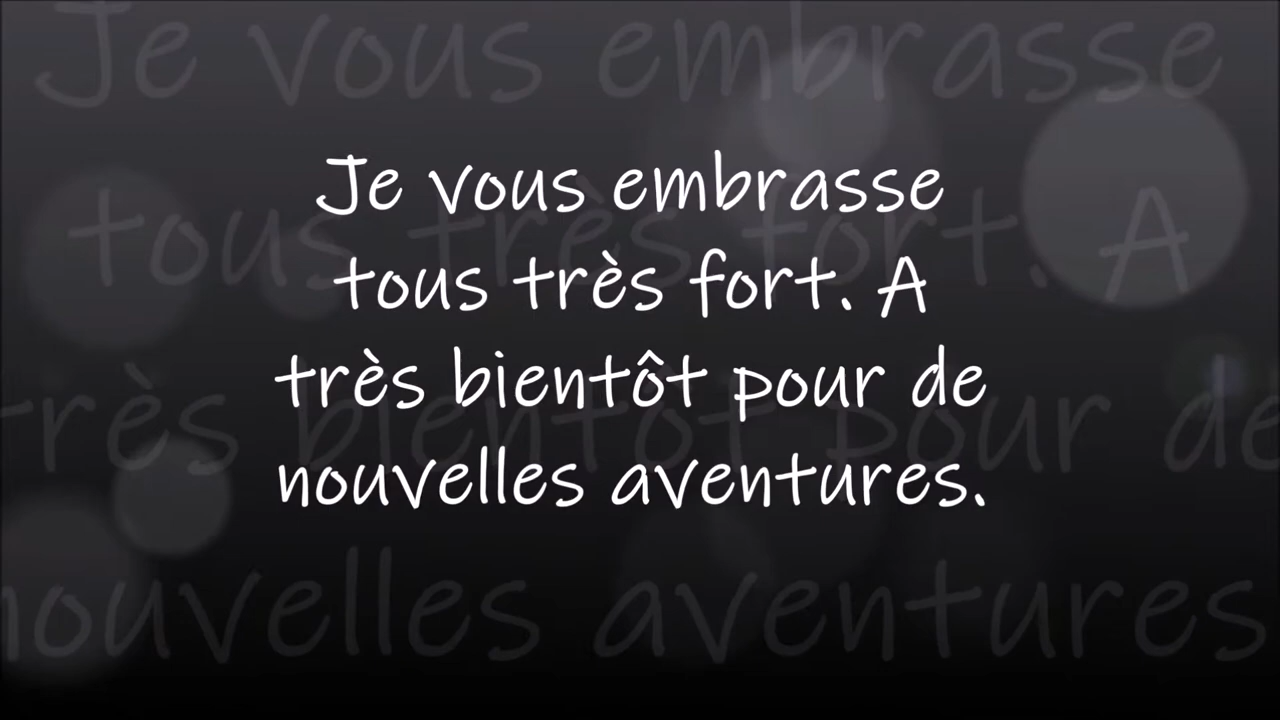 Je vous embrasse
tous très fort. A
très bientôt pour de
nouvelles aventures.